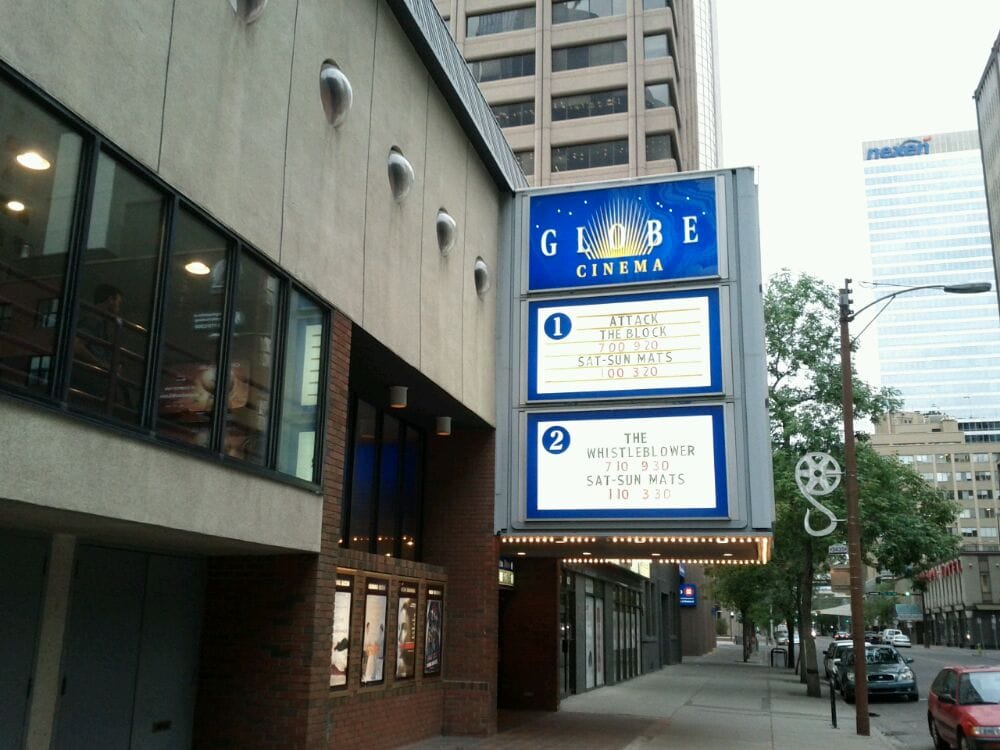 GLOBE
CINEMA
1
ATTACK
THE BLOCK
7 00 9 20
SAT-SUN MATS
1 00 3 20
2
THE
WHISTLEBLOWER
7 10 9 30
SAT-SUN MATS
1 10 3 30
nexen